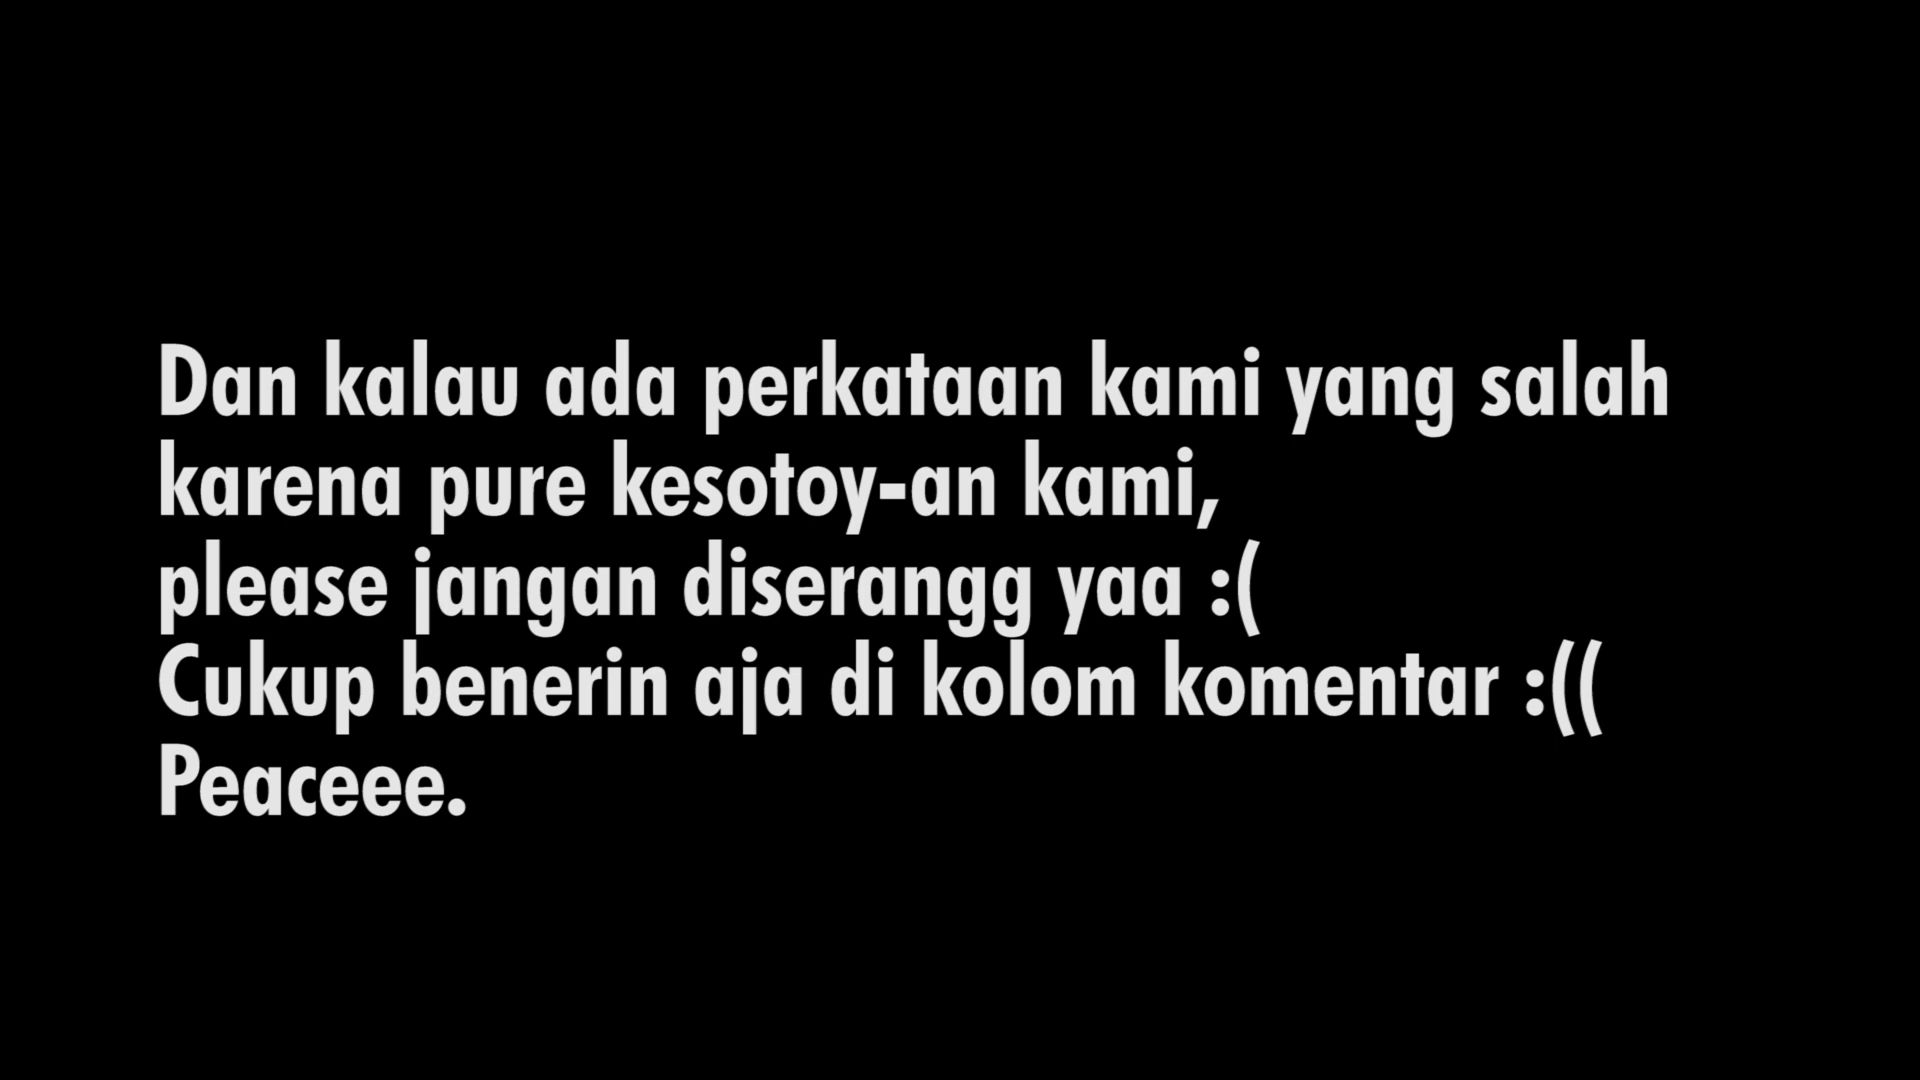 Dan kalau ada perkataan kami yang salah
karena pure kesotoy-an kami,
please jangan diserangg yaa :(
Cukup benerin aja di kolom komentar :((
Peaceee.